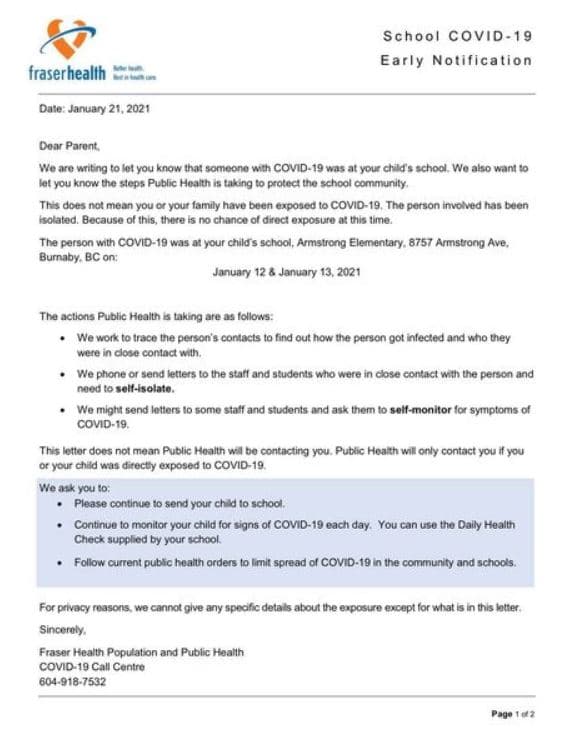 fraserhealth
Better health.
Best in health care.
School COVID-19
Early Notification
Date: January 21, 2021
Dear Parent,
We are writing to let you know that someone with COVID-19 was at your child's school. We also want to
let you know the steps Public Health is taking to protect the school community.
This does not mean you or your family have been exposed to COVID-19. The person involved has been
isolated. Because of this, there is no chance of direct exposure at this time.
The person with COVID-19 was at your child's school, Armstrong Elementary, 8757 Armstrong Ave,
Burnaby, BC on:
January 12 & January 13, 2021
The actions Public Health is taking are as follows:
• We work to trace the person's contacts to find out how the person got infected and who they
were in close contact with.
• We phone or send letters to the staff and students who were in close contact with the person and
need to self-isolate.
• We might send letters to some staff and students and ask them to self-monitor for symptoms of
COVID-19.
This letter does not mean Public Health will be contacting you. Public Health will only contact you if you
or your child was directly exposed to COVID-19.
We ask you to:
• Please continue to send your child to school.
• Continue to monitor your child for signs of COVID-19 each day. You can use the Daily Health
Check supplied by your school.
• Follow current public health orders to limit spread of COVID-19 in the community and schools.
For privacy reasons, we cannot give any specific details about the exposure except for what is in this letter.
Sincerely,
Fraser Health Population and Public Health
COVID-19 Call Centre
604-918-7532
Page 1 of 2